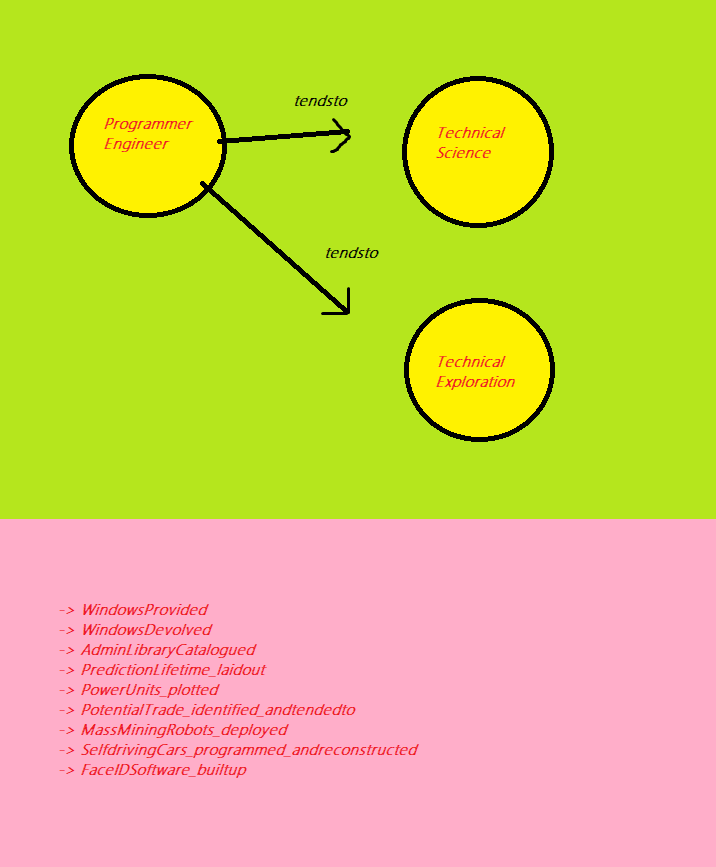 tendsto
Programmer
Engineer
Technical
Science
tendsto
Technical
Exploration
-> WindowsProvided
-> WindowsDevolved
-> AdminLibraryCatalogued
-> PredictionLifetime_laidout
-> PowerUnits_plotted
-> PotentialTrade_identified_andtendedto
-> MassMiningRobots_deployed
-> SelfdrivingCars_programmed_andreconstructed
-> FaceIDSoftware_builtup